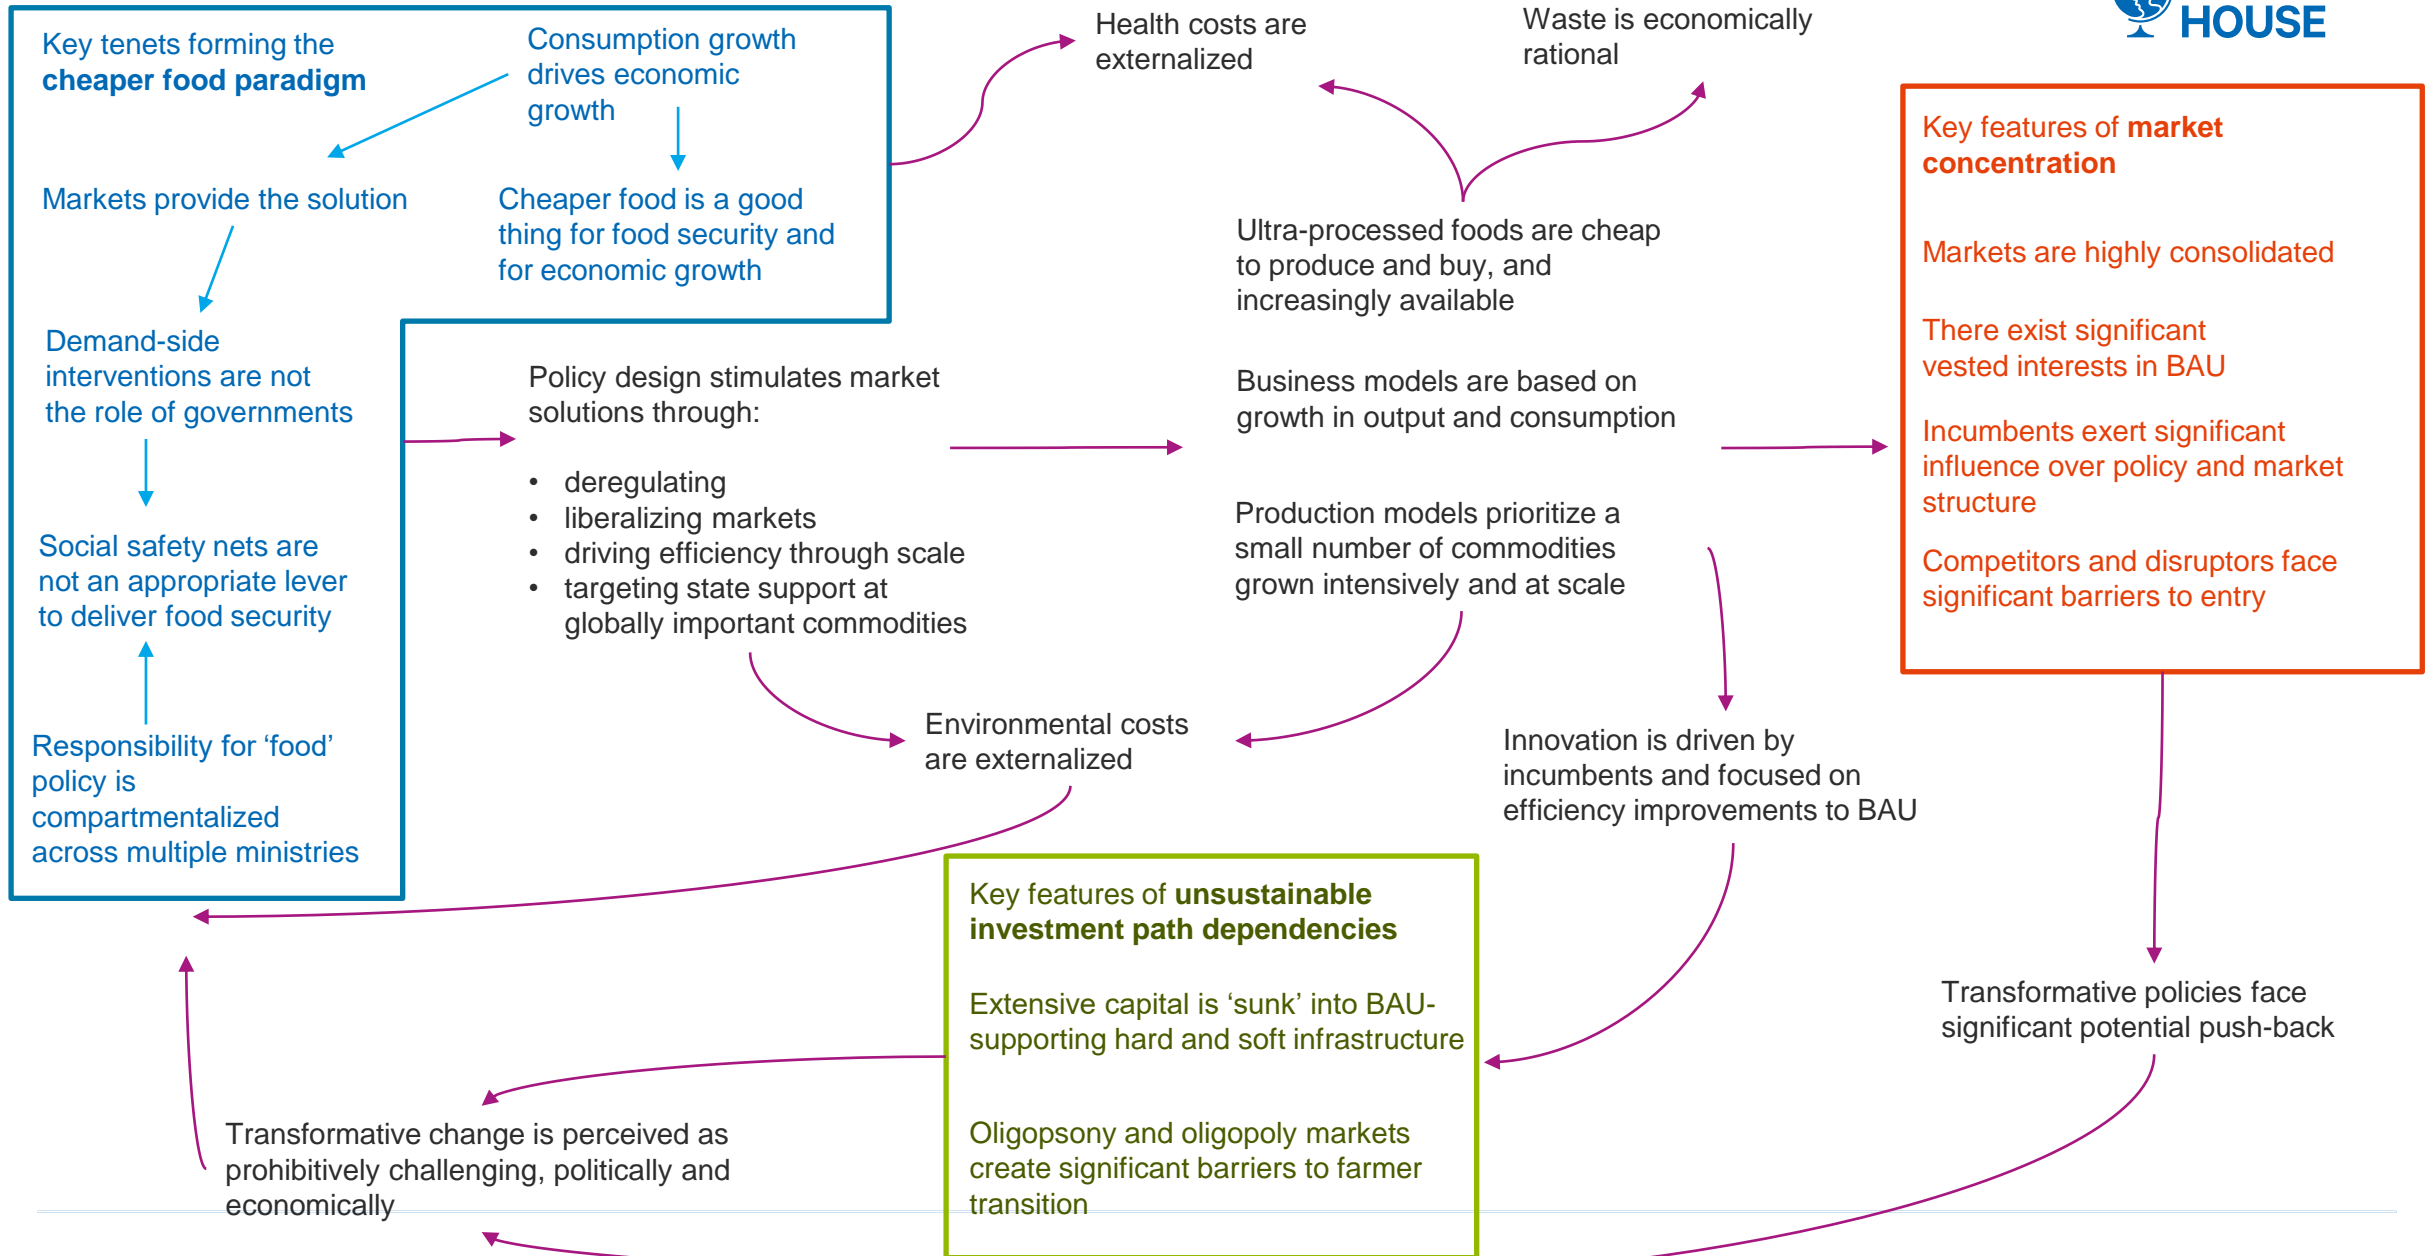 HOUSE
Key tenets forming the
cheaper food paradigm
Consumption growth
drives economic
growth
Markets provide the solution
Cheaper food is a good
thing for food security and
for economic growth
Demand-side
interventions are not
the role of governments
Social safety nets are
not an appropriate lever
to deliver food security
Responsibility for ‘food’
policy is
compartmentalized
across multiple ministries
Health costs are
externalized
Waste is economically
rational
Ultra-processed foods are cheap
to produce and buy, and
increasingly available
Policy design stimulates market
solutions through:
• deregulating
• liberalizing markets
• driving efficiency through scale
• targeting state support at
globally important commodities
Business models are based on
growth in output and consumption
Production models prioritize a
small number of commodities
grown intensively and at scale
Key features of market
concentration
Markets are highly consolidated
There exist significant
vested interests in BAU
Incumbents exert significant
influence over policy and market
structure
Competitors and disruptors face
significant barriers to entry
Environmental costs
are externalized
Innovation is driven by
incumbents and focused on
efficiency improvements to BAU
Key features of unsustainable
investment path dependencies
Extensive capital is ‘sunk’ into BAU-
supporting hard and soft infrastructure
Oligopsony and oligopoly markets
create significant barriers to farmer
transition
Transformative policies face
significant potential push-back
Transformative change is perceived as
prohibitively challenging, politically and
economically